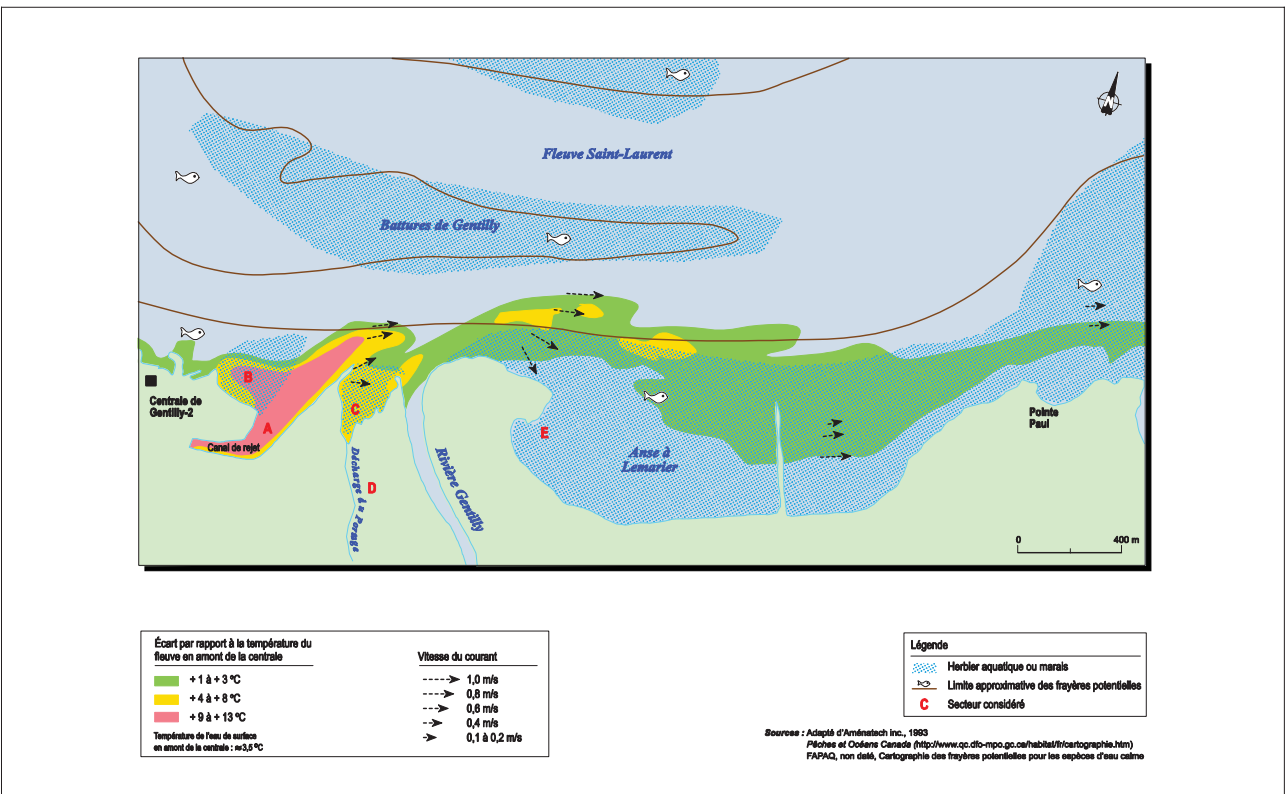 N
Fleuve Saint-Laurent
Battures de Gentilly
B
Centrale de
Gentilly-2
A
C
Canal de rejet
E
Pointe
Paul
Anse à
Lemarier
Rivière Gentilly
D
Décharge à u Portage
0 400 m
Écart par rapport à la température du
fleuve en amont de la centrale
+ 1 à + 3 ºC
+ 4 à + 8 ºC
+ 9 à + 13 ºC
Température de l'eau de surface
en amont de la centrale : ≈ 3,5 ºC
Vitesse du courant
1,0 m/s
0,8 m/s
0,6 m/s
0,4 m/s
0,1 à 0,2 m/s
Légende
Herbier aquatique ou marais
Limite approximative des frayères potentielles
C Secteur considéré
Sources : Adapté d'Aménatech inc., 1993
Pêches et Océans Canada (http://www.qc.dfo-mpo.gc.ca/habitat/fr/cartographie.htm)
FAPAQ, non daté, Cartographie des frayères potentielles pour les espèces d'eau calme